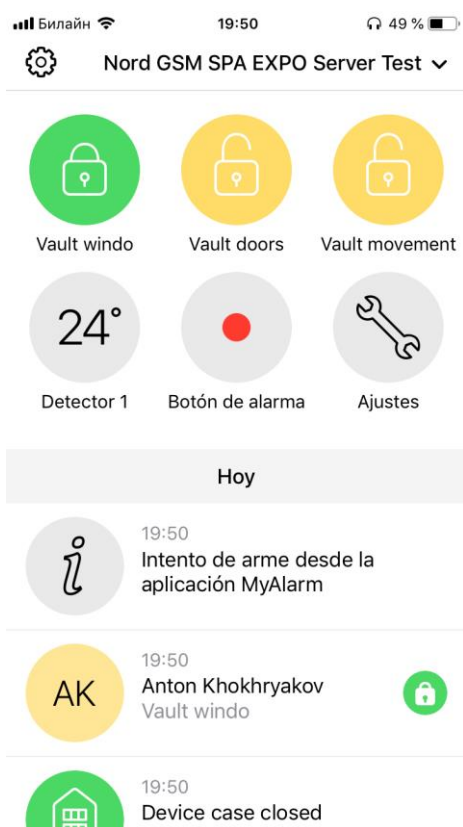 Билайн 19:50 49 %
Nord GSM SPA EXPO Server Test
Vault windo Vault doors Vault movement
24°
Detector 1 Botón de alarma Ajustes
Hoy
19:50
Intento de arme desde la
aplicación MyAlarm
19:50
AK Anton Khokhryakov
Vault windo
19:50
Device case closed